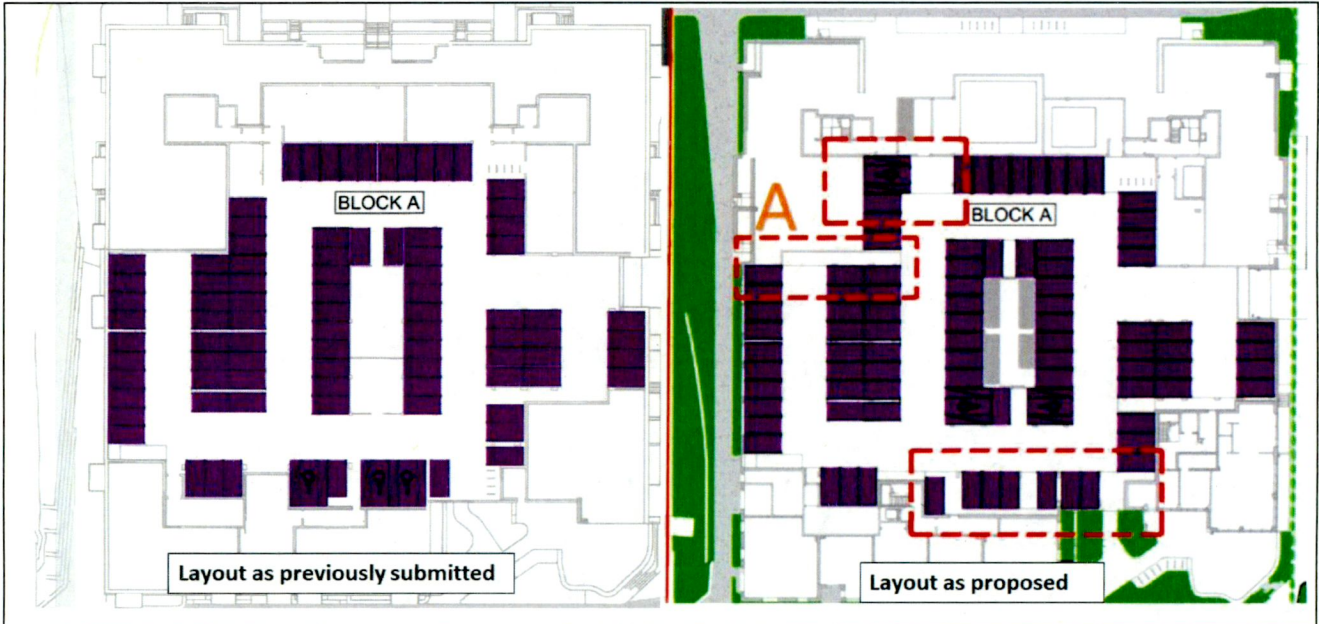 BLOCK A
Layout as previously submitted
A
BLOCK A
Layout as proposed